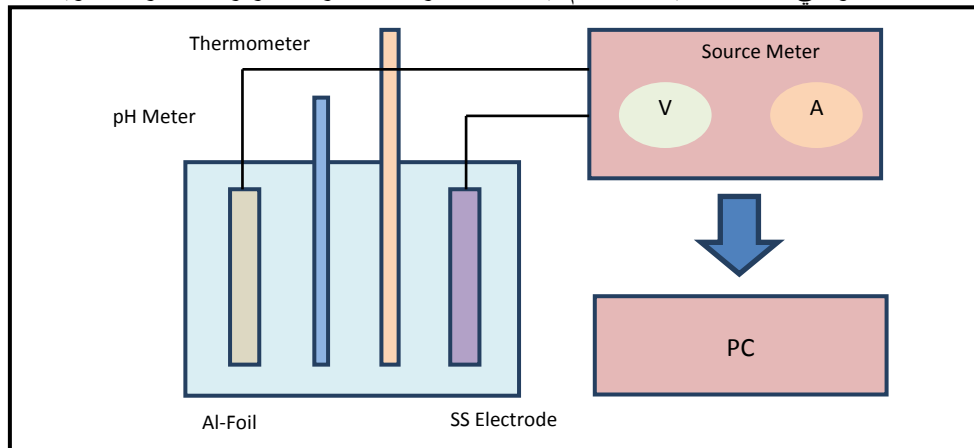 Thermometer
Source Meter
pH Meter
V
A
PC
Al-Foil
SS Electrode